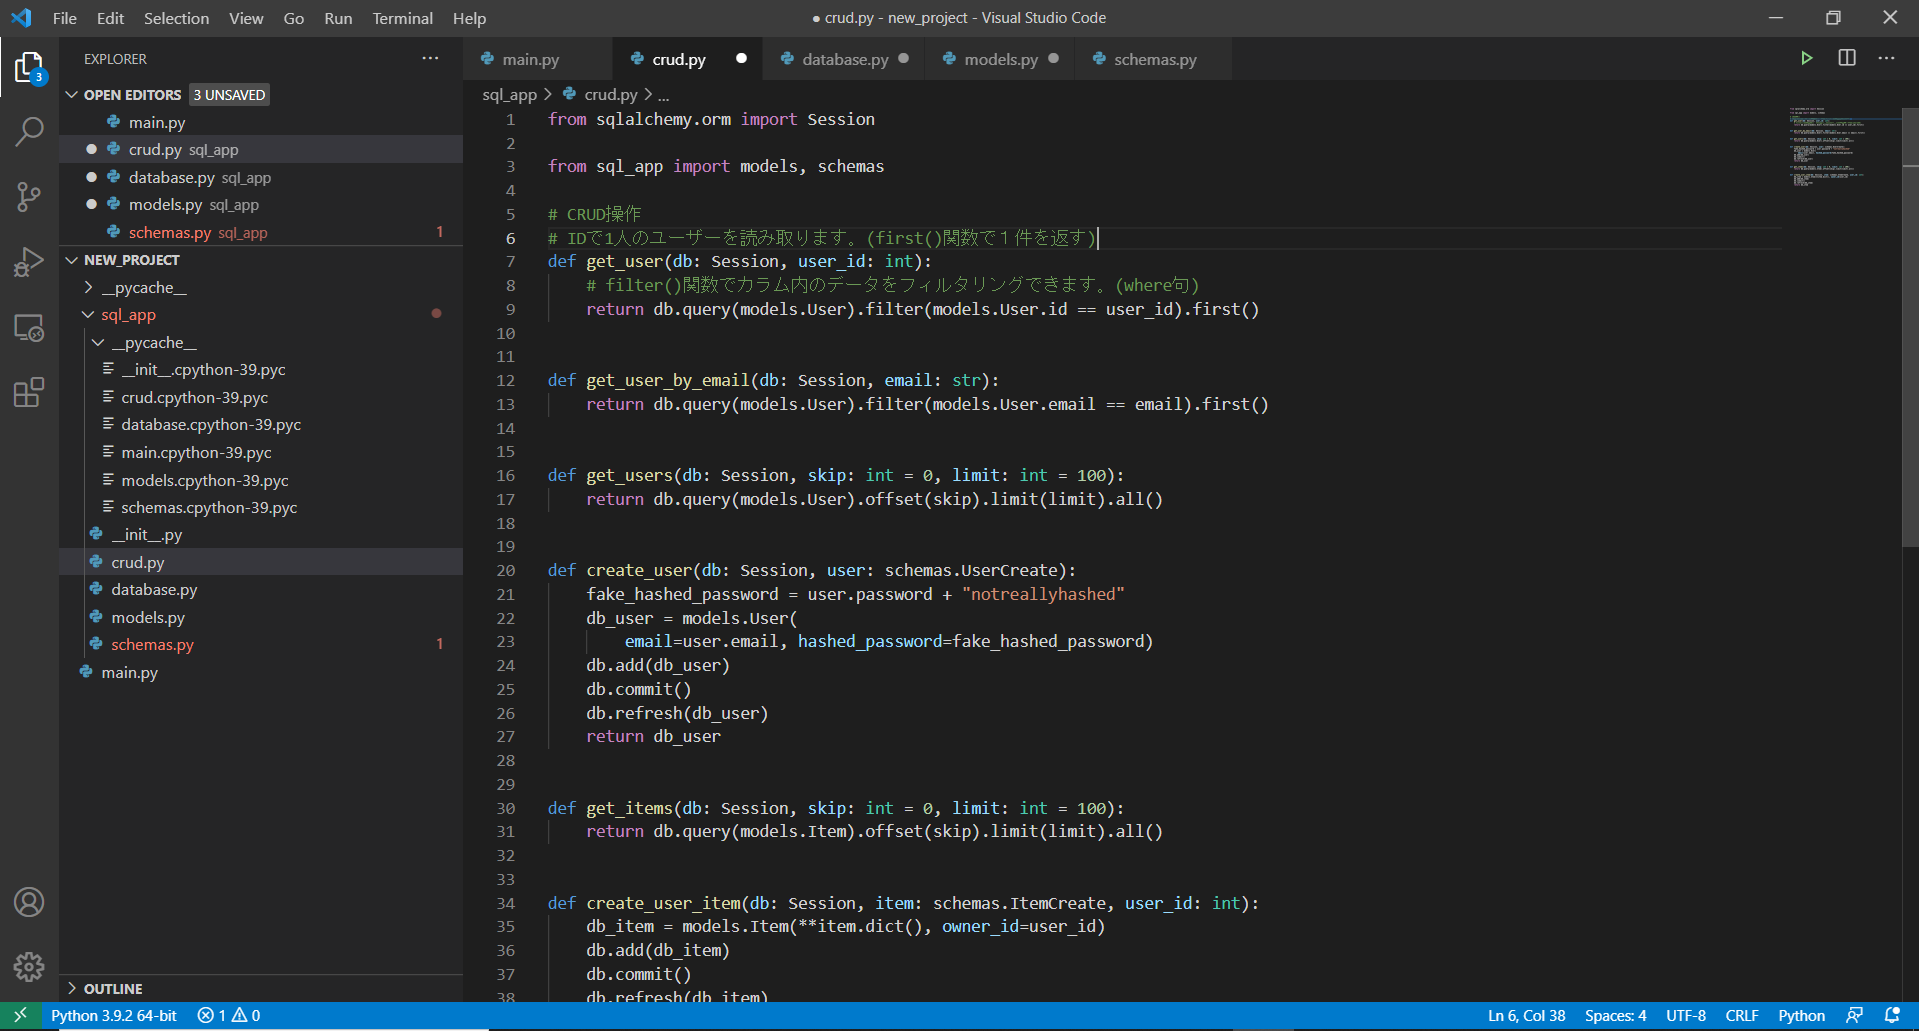 File Edit Selection View Go Run Terminal Help
● crud.py - new_project - Visual Studio Code
EXPLORER
OPEN EDITORS 3 UNSAVED
main.py
crud.py sql_app
database.py sql_app
models.py sql_app
schemas.py sql_app 1
NEW_PROJECT
__pycache__
sql_app
__pycache__
__init__.cpython-39.pyc
crud.cpython-39.pyc
database.cpython-39.pyc
main.cpython-39.pyc
models.cpython-39.pyc
schemas.cpython-39.pyc
__init__.py
crud.py
database.py
models.py
schemas.py 1
main.py
OUTLINE
3
main.py crud.py database.py models.py schemas.py
sql_app > crud.py > ...
1 from sqlalchemy.orm import Session
2
3 from sql_app import models, schemas
4
5 # CRUD操作
6 # IDで1人のユーザーを読み取ります。(first()関数で１件を返す)
7 def get_user(db: Session, user_id: int):
8     # filter()関数でカラム内のデータをフィルタリングできます。(where句)
9     return db.query(models.User).filter(models.User.id == user_id).first()
10
11
12 def get_user_by_email(db: Session, email: str):
13     return db.query(models.User).filter(models.User.email == email).first()
14
15
16 def get_users(db: Session, skip: int = 0, limit: int = 100):
17     return db.query(models.User).offset(skip).limit(limit).all()
18
19
20 def create_user(db: Session, user: schemas.UserCreate):
21     fake_hashed_password = user.password + "notreallyhashed"
22     db_user = models.User(
23         email=user.email, hashed_password=fake_hashed_password)
24     db.add(db_user)
25     db.commit()
26     db.refresh(db_user)
27     return db_user
28
29
30 def get_items(db: Session, skip: int = 0, limit: int = 100):
31     return db.query(models.Item).offset(skip).limit(limit).all()
32
33
34 def create_user_item(db: Session, item: schemas.ItemCreate, user_id: int):
35     db_item = models.Item(**item.dict(), owner_id=user_id)
36     db.add(db_item)
37     db.commit()
38     db.refresh(db_item)
Python 3.9.2 64-bit 1 0
Ln 6, Col 38 Spaces: 4 UTF-8 CRLF Python